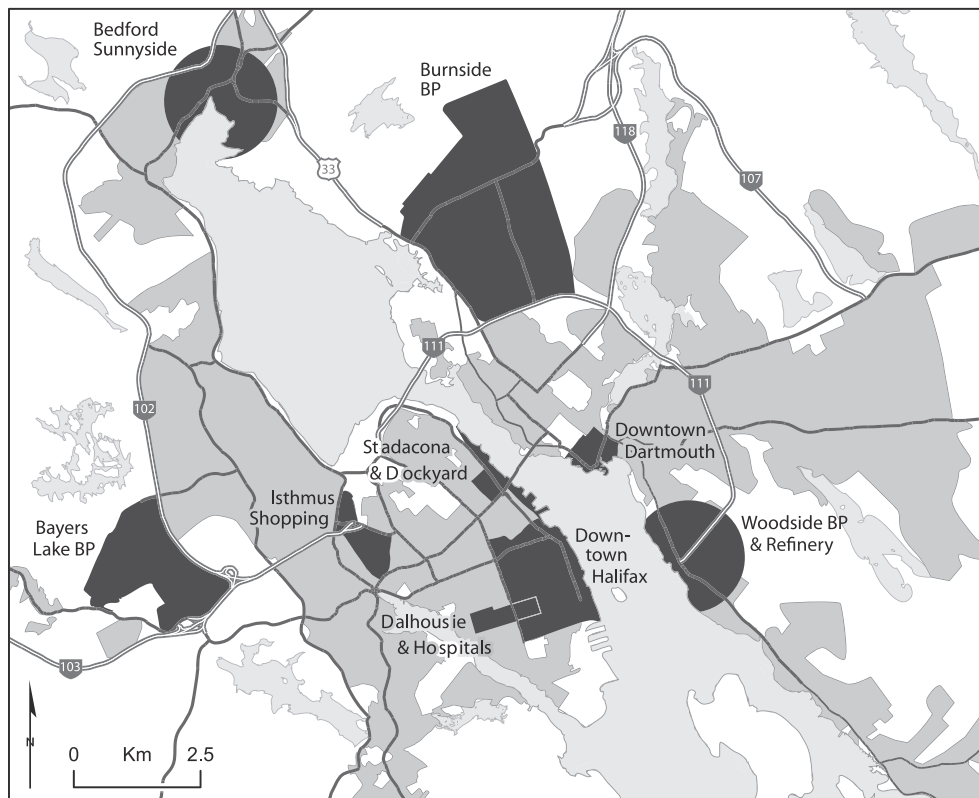 Bedford
Sunnyside
Burnside
BP
118
33
107
111
111
102
Downtown
Dartmouth
Stadacona
& Dockyard
Isthmus
Shopping
Bayers
Lake BP
Down-
town
Halifax
Woodside BP
& Refinery
Dalhousie
& Hospitals
103
N
0 Km 2.5